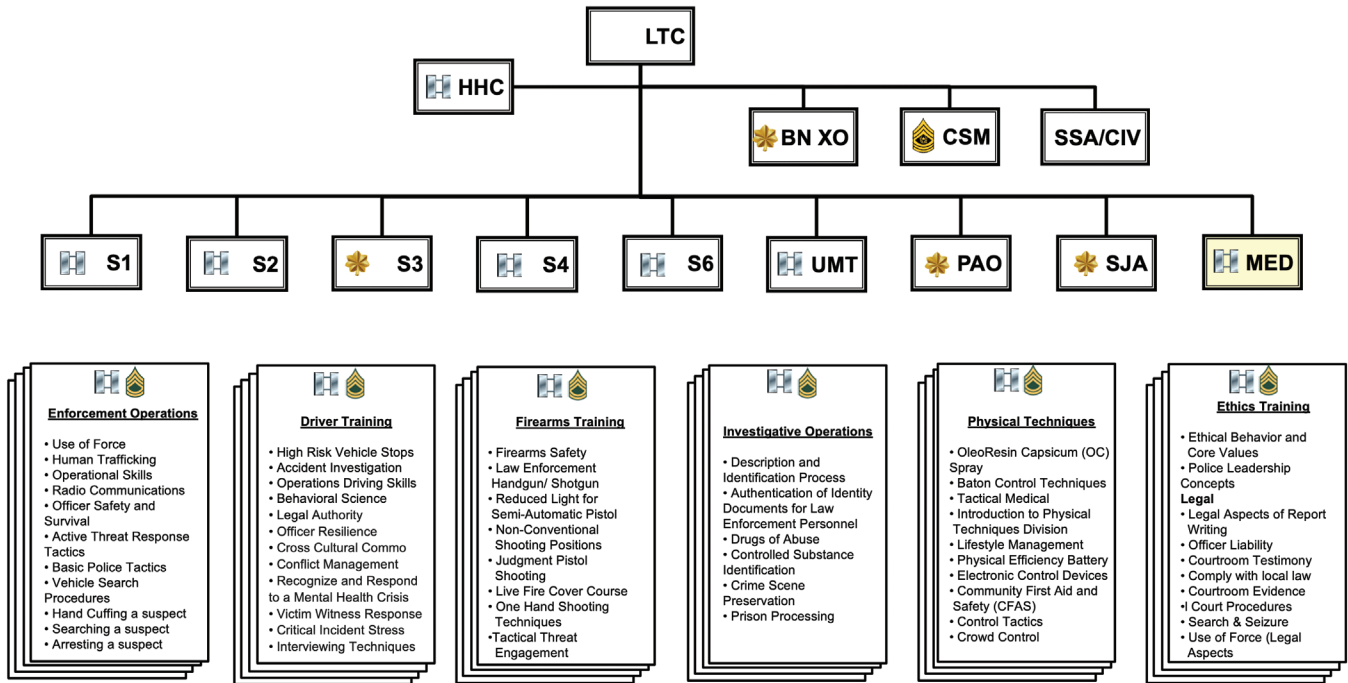 LTC
HHC
BN XO
CSM
SSA/CIV
S1
S2
S3
S4
S6
UMT
PAO
SJA
MED
Enforcement Operations
• Use of Force
• Human Trafficking
• Operational Skills
• Radio Communications
• Officer Safety and
Survival
• Active Threat Response
Tactics
• Basic Police Tactics
• Vehicle Search
Procedures
• Hand Cuffing a suspect
• Searching a suspect
• Arresting a suspect
Driver Training
• High Risk Vehicle Stops
• Accident Investigation
• Operations Driving Skills
• Behavioral Science
• Legal Authority
• Officer Resilience
• Cross Cultural Commo
• Conflict Management
• Recognize and Respond
to a Mental Health Crisis
• Victim Witness Response
• Critical Incident Stress
• Interviewing Techniques
Firearms Training
• Firearms Safety
• Law Enforcement
Handgun/ Shotgun
• Reduced Light for
Semi-Automatic Pistol
• Non-Conventional
Shooting Positions
• Judgment Pistol
Shooting
• Live Fire Cover Course
• One Hand Shooting
Techniques
•Tactical Threat
Engagement
Investigative Operations
• Description and
Identification Process
• Authentication of Identity
Documents for Law
Enforcement Personnel
• Drugs of Abuse
• Controlled Substance
Identification
• Crime Scene
Preservation
• Prison Processing
Physical Techniques
• OleoResin Capsicum (OC)
Spray
• Baton Control Techniques
• Tactical Medical
• Introduction to Physical
Techniques Division
• Lifestyle Management
• Physical Efficiency Battery
• Electronic Control Devices
• Community First Aid and
Safety (CFAS)
• Control Tactics
• Crowd Control
Ethics Training
• Ethical Behavior and
Core Values
• Police Leadership
Concepts
Legal
• Legal Aspects of Report
Writing
• Officer Liability
• Courtroom Testimony
• Comply with local law
• Courtroom Evidence
•l Court Procedures
• Search & Seizure
• Use of Force (Legal
Aspects